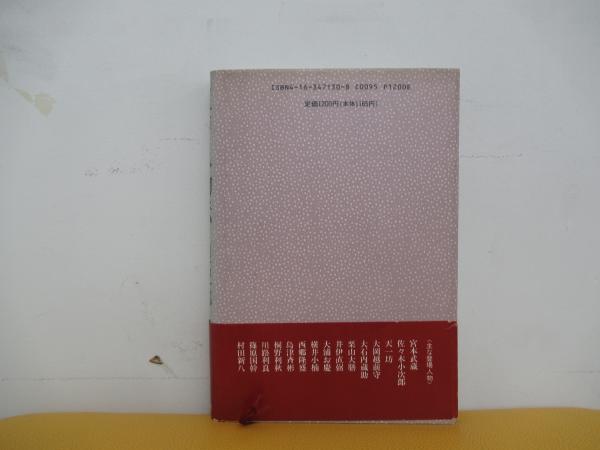 ISBN4-16-347130-8 C0095 P1200E
定価1200円(本体1165円)
〈主な登場人物〉
宮本武蔵
佐々木小次郎
天一坊
大岡越前守
大石内蔵助
栗山大膳
井伊直弼
大浦お慶
横井小楠
西郷隆盛
島津斉彬
桐野利秋
川路利良
篠原国幹
村田新八